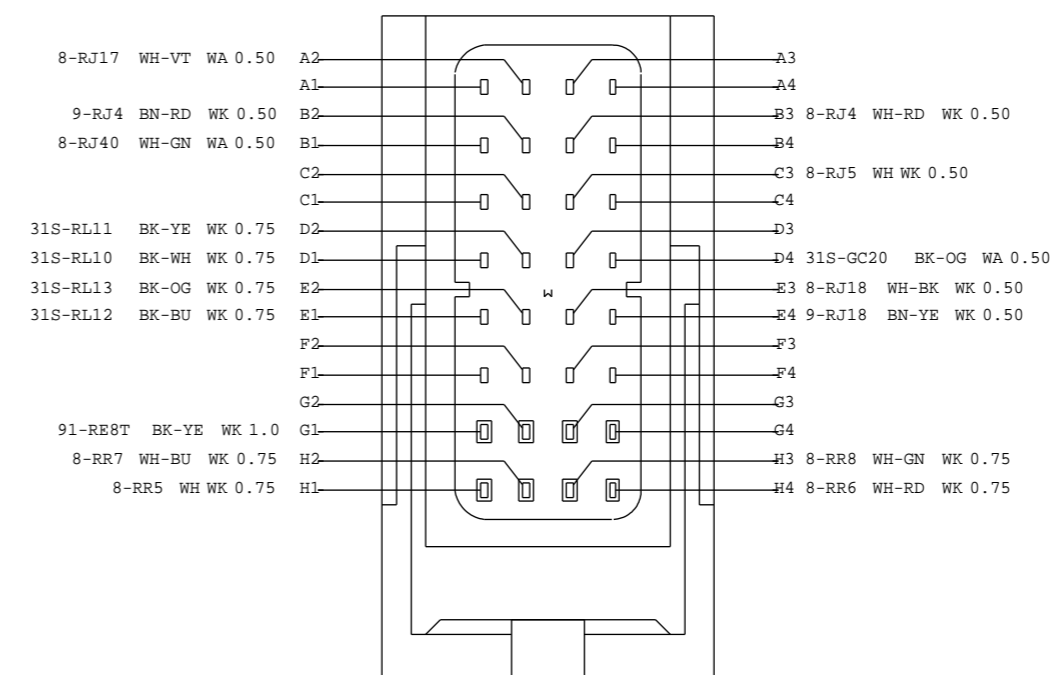 8-RJ17 WH-VT WA 0.50 A2 A3
A1 A4
9-RJ4 BN-RD WK 0.50 B2 B3 8-RJ4 WH-RD WK 0.50
8-RJ40 WH-GN WA 0.50 B1 B4
C2 C3 8-RJ5 WH WK 0.50
C1 C4
31S-RL11 BK-YE WK 0.75 D2 D3
31S-RL10 BK-WH WK 0.75 D1 D4 31S-GC20 BK-OG WA 0.50
31S-RL13 BK-OG WK 0.75 E2 W E3 8-RJ18 WH-BK WK 0.50
31S-RL12 BK-BU WK 0.75 E1 E4 9-RJ18 BN-YE WK 0.50
F2 F3
F1 F4
G2 G3
91-RE8T BK-YE WK 1.0 G1 G4
8-RR7 WH-BU WK 0.75 H2 H3 8-RR8 WH-GN WK 0.75
8-RR5 WH WK 0.75 H1 H4 8-RR6 WH-RD WK 0.75